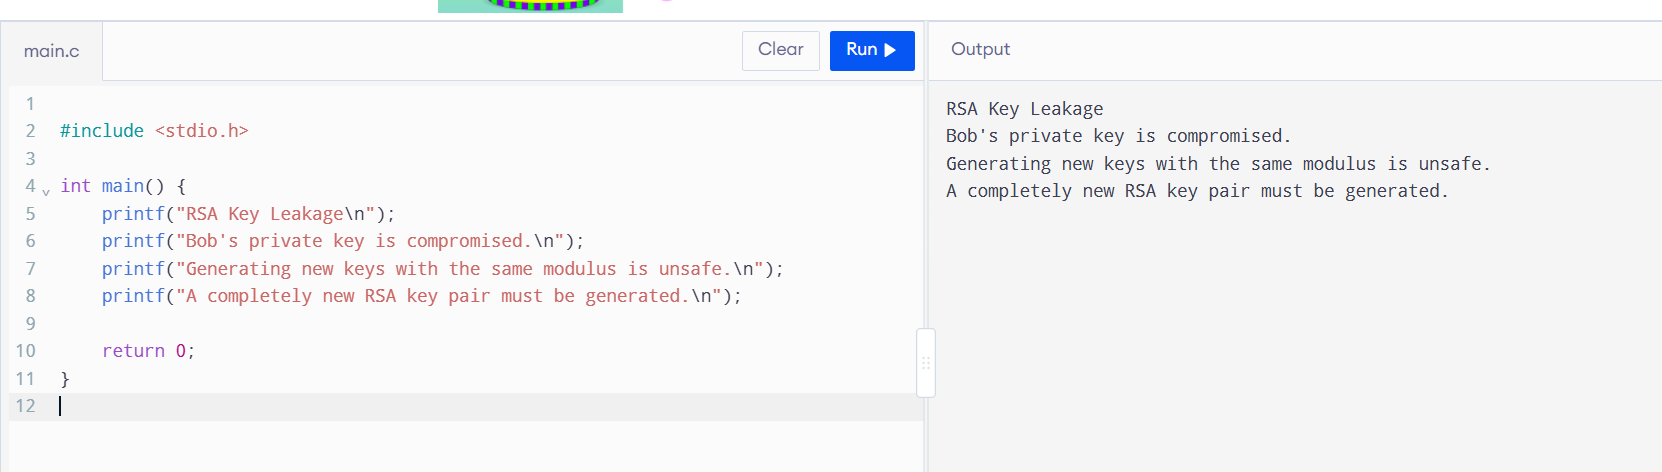 main.c
Clear
Run
1
2 #include <stdio.h>
3
4 int main() {
5 printf("RSA Key Leakage\n");
6 printf("Bob's private key is compromised.\n");
7 printf("Generating new keys with the same modulus is unsafe.\n");
8 printf("A completely new RSA key pair must be generated.\n");
9
10 return 0;
11 }
12
Output
RSA Key Leakage
Bob's private key is compromised.
Generating new keys with the same modulus is unsafe.
A completely new RSA key pair must be generated.